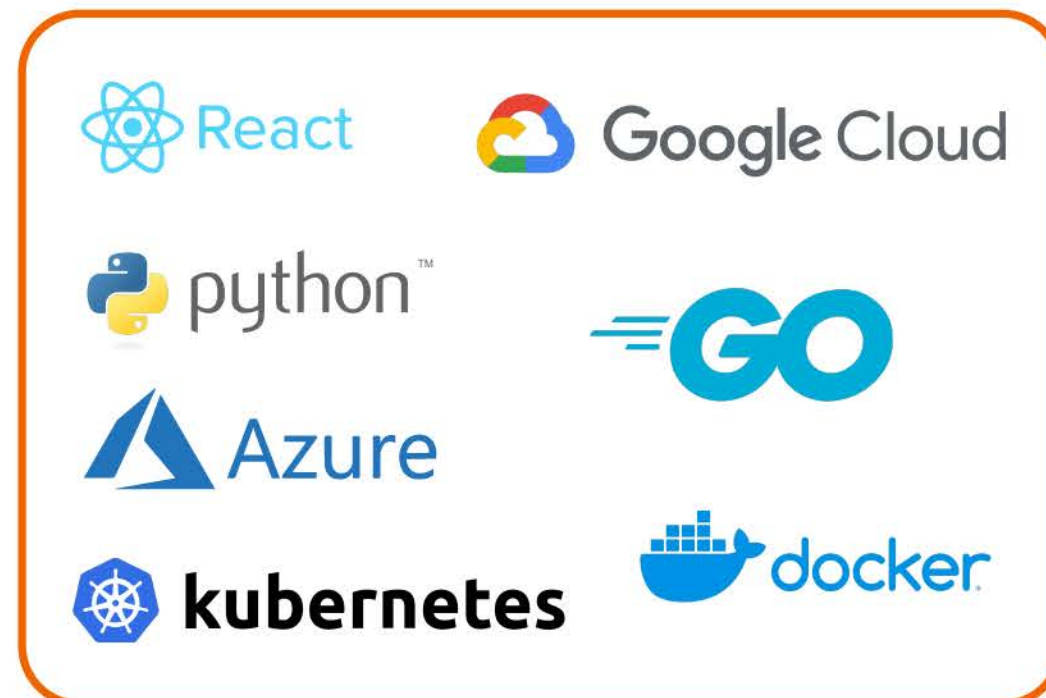 React
Google Cloud
python™
GO
Azure
docker
kubernetes